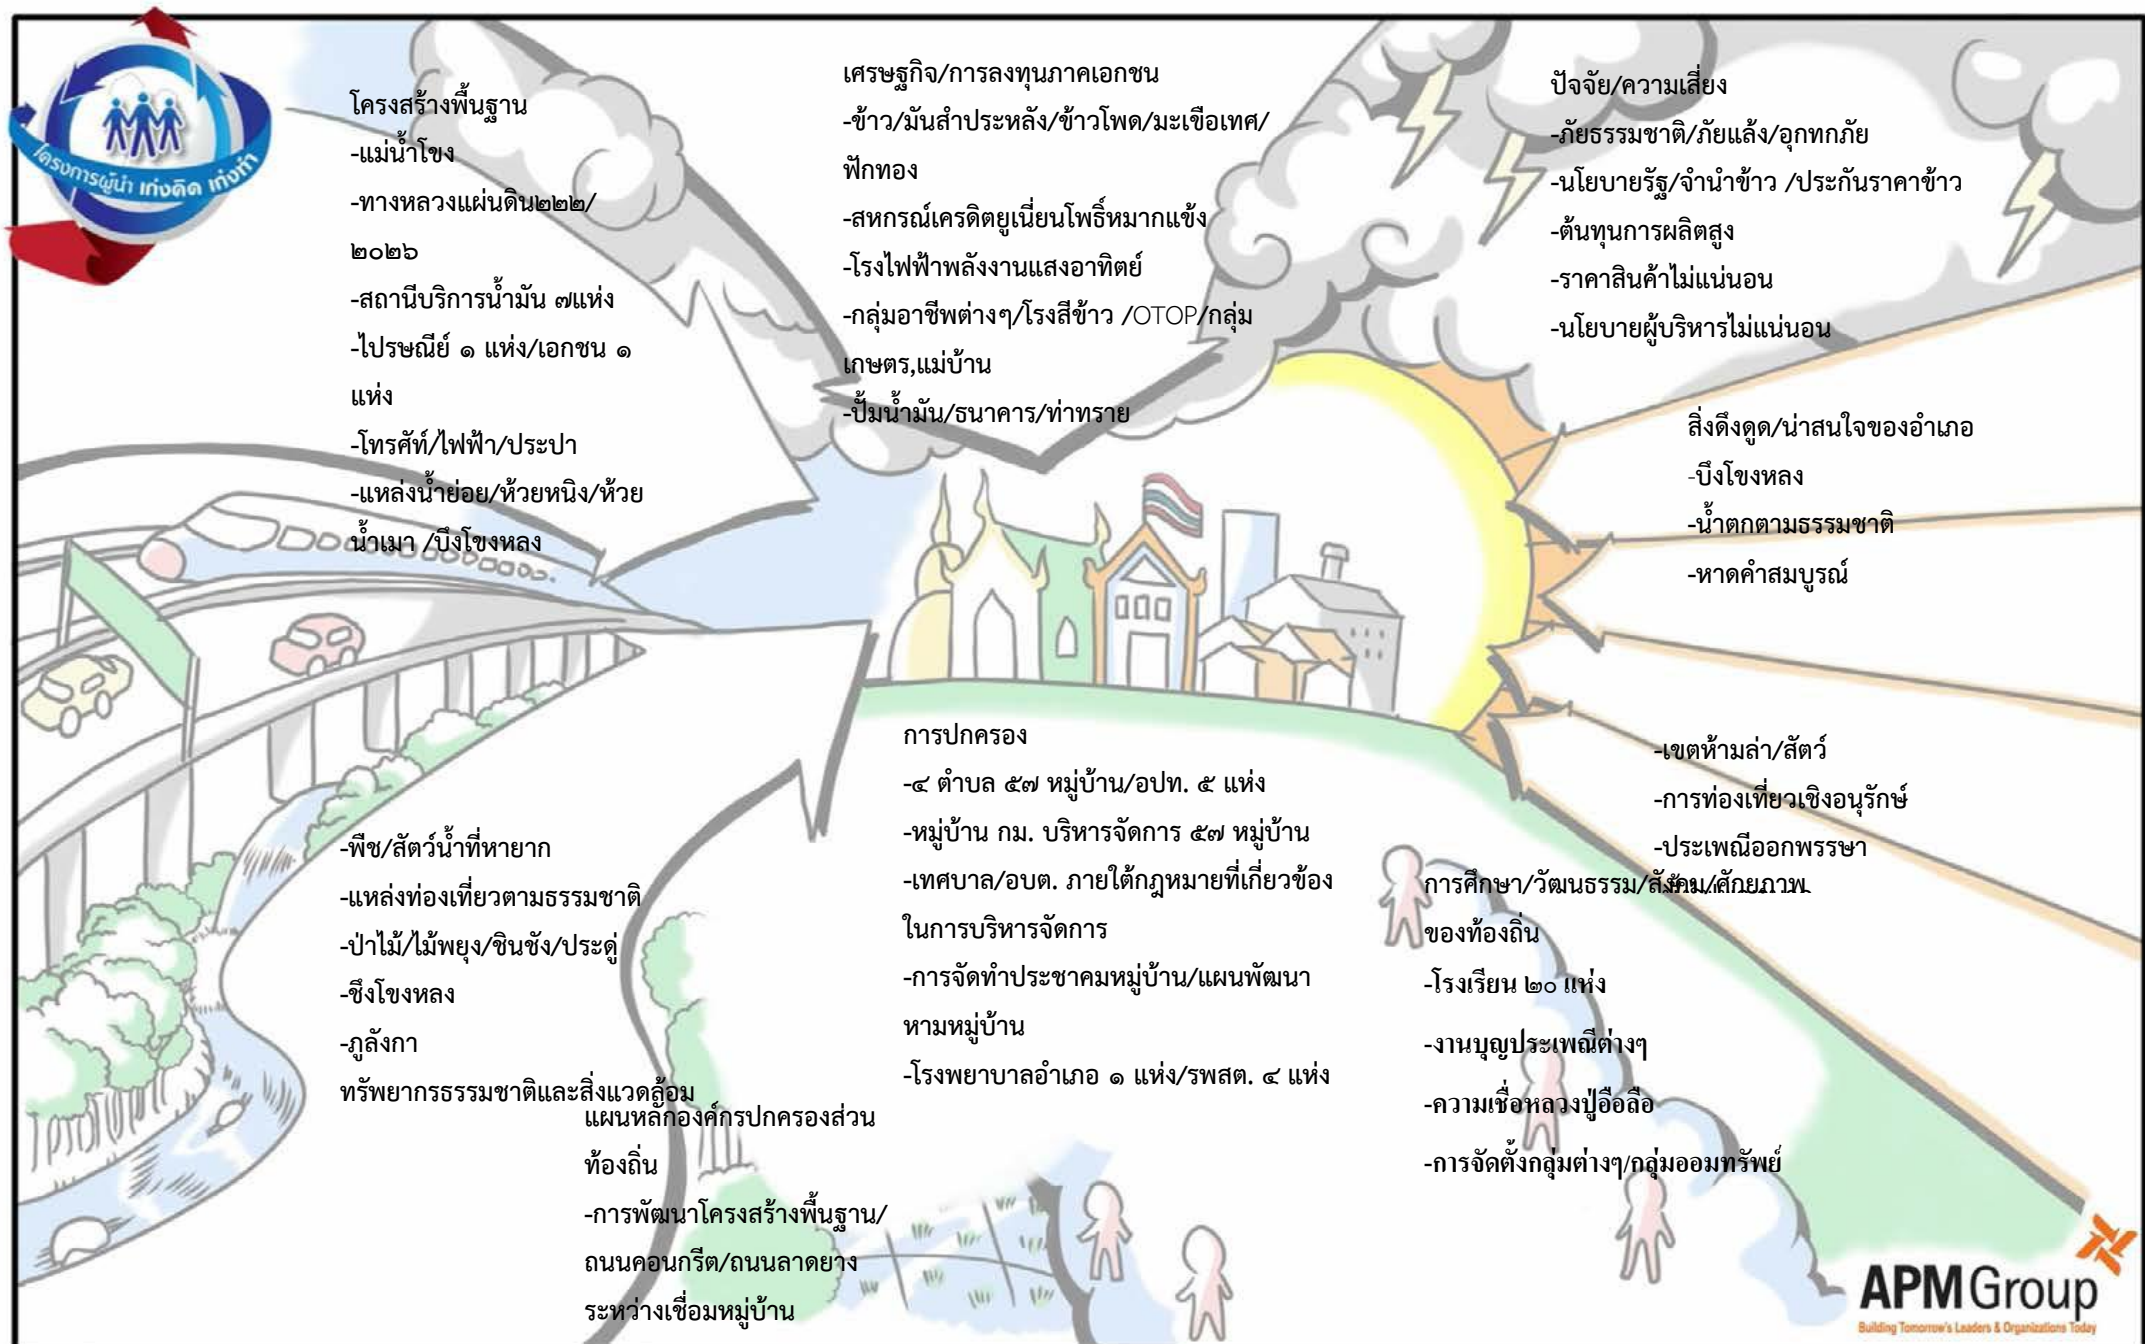 โครงการผู้นำ เก่งคิด เก่งทำ
โครงสร้างพื้นฐาน
-แม่น้ำโขง
-ทางหลวงแผ่นดิน๒๒๒/
๒๐๒๖
-สถานีบริการน้ำมัน ๗แห่ง
-ไปรษณีย์ ๑ แห่ง/เอกชน ๑
แห่ง
-โทรศัท์/ไฟฟ้า/ประปา
-แหล่งน้ำย่อย/ห้วยหนิง/ห้วย
น้ำเมา /บึงโขงหลง
เศรษฐกิจ/การลงทุนภาคเอกชน
-ข้าว/มันสำประหลัง/ข้าวโพด/มะเขือเทศ/
ฟักทอง
-สหกรณ์เครดิตยูเนี่ยนโพธิ์หมากแข้ง
-โรงไฟฟ้าพลังงานแสงอาทิตย์
-กลุ่มอาชีพต่างๆ/โรงสีข้าว /OTOP/กลุ่ม
เกษตร,แม่บ้าน
-ปั้มน้ำมัน/ธนาคาร/ท่าทราย
ปัจจัย/ความเสี่ยง
-ภัยธรรมชาติ/ภัยแล้ง/อุกทกภัย
-นโยบายรัฐ/จำนำข้าว /ประกันราคาข้าว
-ต้นทุนการผลิตสูง
-ราคาสินค้าไม่แน่นอน
-นโยบายผู้บริหารไม่แน่นอน
สิ่งดึงดูด/น่าสนใจของอำเภอ
-บึงโขงหลง
-น้ำตกตามธรรมชาติ
-หาดคำสมบูรณ์
-เขตห้ามล่า/สัตว์
-การท่องเที่ยวเชิงอนุรักษ์
-ประเพณีออกพรรษา
การปกครอง
-๔ ตำบล ๕๗ หมู่บ้าน/อปท. ๕ แห่ง
-หมู่บ้าน กม. บริหารจัดการ ๕๗ หมู่บ้าน
-เทศบาล/อบต. ภายใต้กฎหมายที่เกี่ยวข้อง
ในการบริหารจัดการ
-การจัดทำประชาคมหมู่บ้าน/แผนพัฒนา
หามหมู่บ้าน
-โรงพยาบาลอำเภอ ๑ แห่ง/รพสต. ๔ แห่ง
การศึกษา/วัฒนธรรม/สังคม/ศักยภาพ
ของท้องถิ่น
-โรงเรียน ๒๐ แห่ง
-งานบุญประเพณีต่างๆ
-ความเชื่อหลวงปู่อือลือ
-การจัดตั้งกลุ่มต่างๆ/กลุ่มออมทรัพย์
-พืช/สัตว์น้ำที่หายาก
-แหล่งท่องเที่ยวตามธรรมชาติ
-ป่าไม้/ไม้พยุง/ชินชัง/ประดู่
-ซึงโขงหลง
-ภูลังกา
ทรัพยากรธรรมชาติและสิ่งแวดล้อม
แผนหลักองค์กรปกครองส่วน
ท้องถิ่น
-การพัฒนาโครงสร้างพื้นฐาน/
ถนนคอนกรีต/ถนนลาดยาง
ระหว่างเชื่อมหมู่บ้าน
APM Group
Building Tomorrow's Leaders & Organizations Today